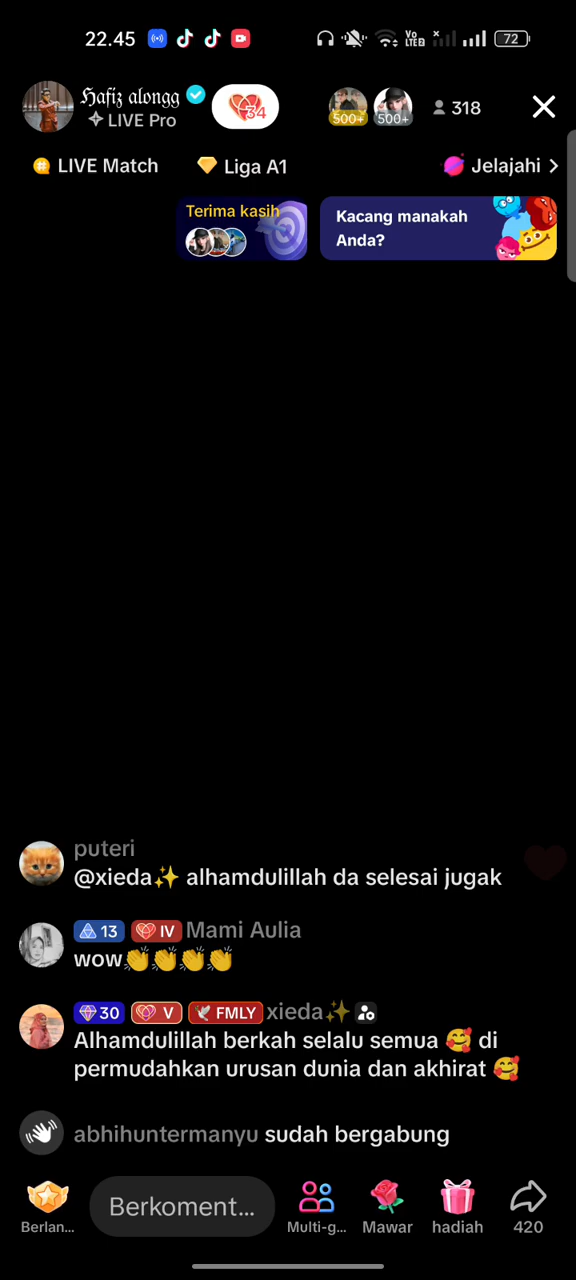 22.45
Vo
LTE2
72
Hafiz alongg
LIVE Pro
34
500+
500+
318
LIVE Match
Liga A1
Jelajahi
Terima kasih
Kacang manakah
Anda?
puteri
@xieda✨ alhamdulillah da selesai jugak
13 IV Mami Aulia
wow👏👏👏👏
30 V FMLY xieda✨
Alhamdulillah berkah selalu semua 🥰 di
permudahkan urusan dunia dan akhirat 🥰
abhihuntermanyu sudah bergabung
Berkoment...
Berlan...
Multi-g...
Mawar
hadiah
420